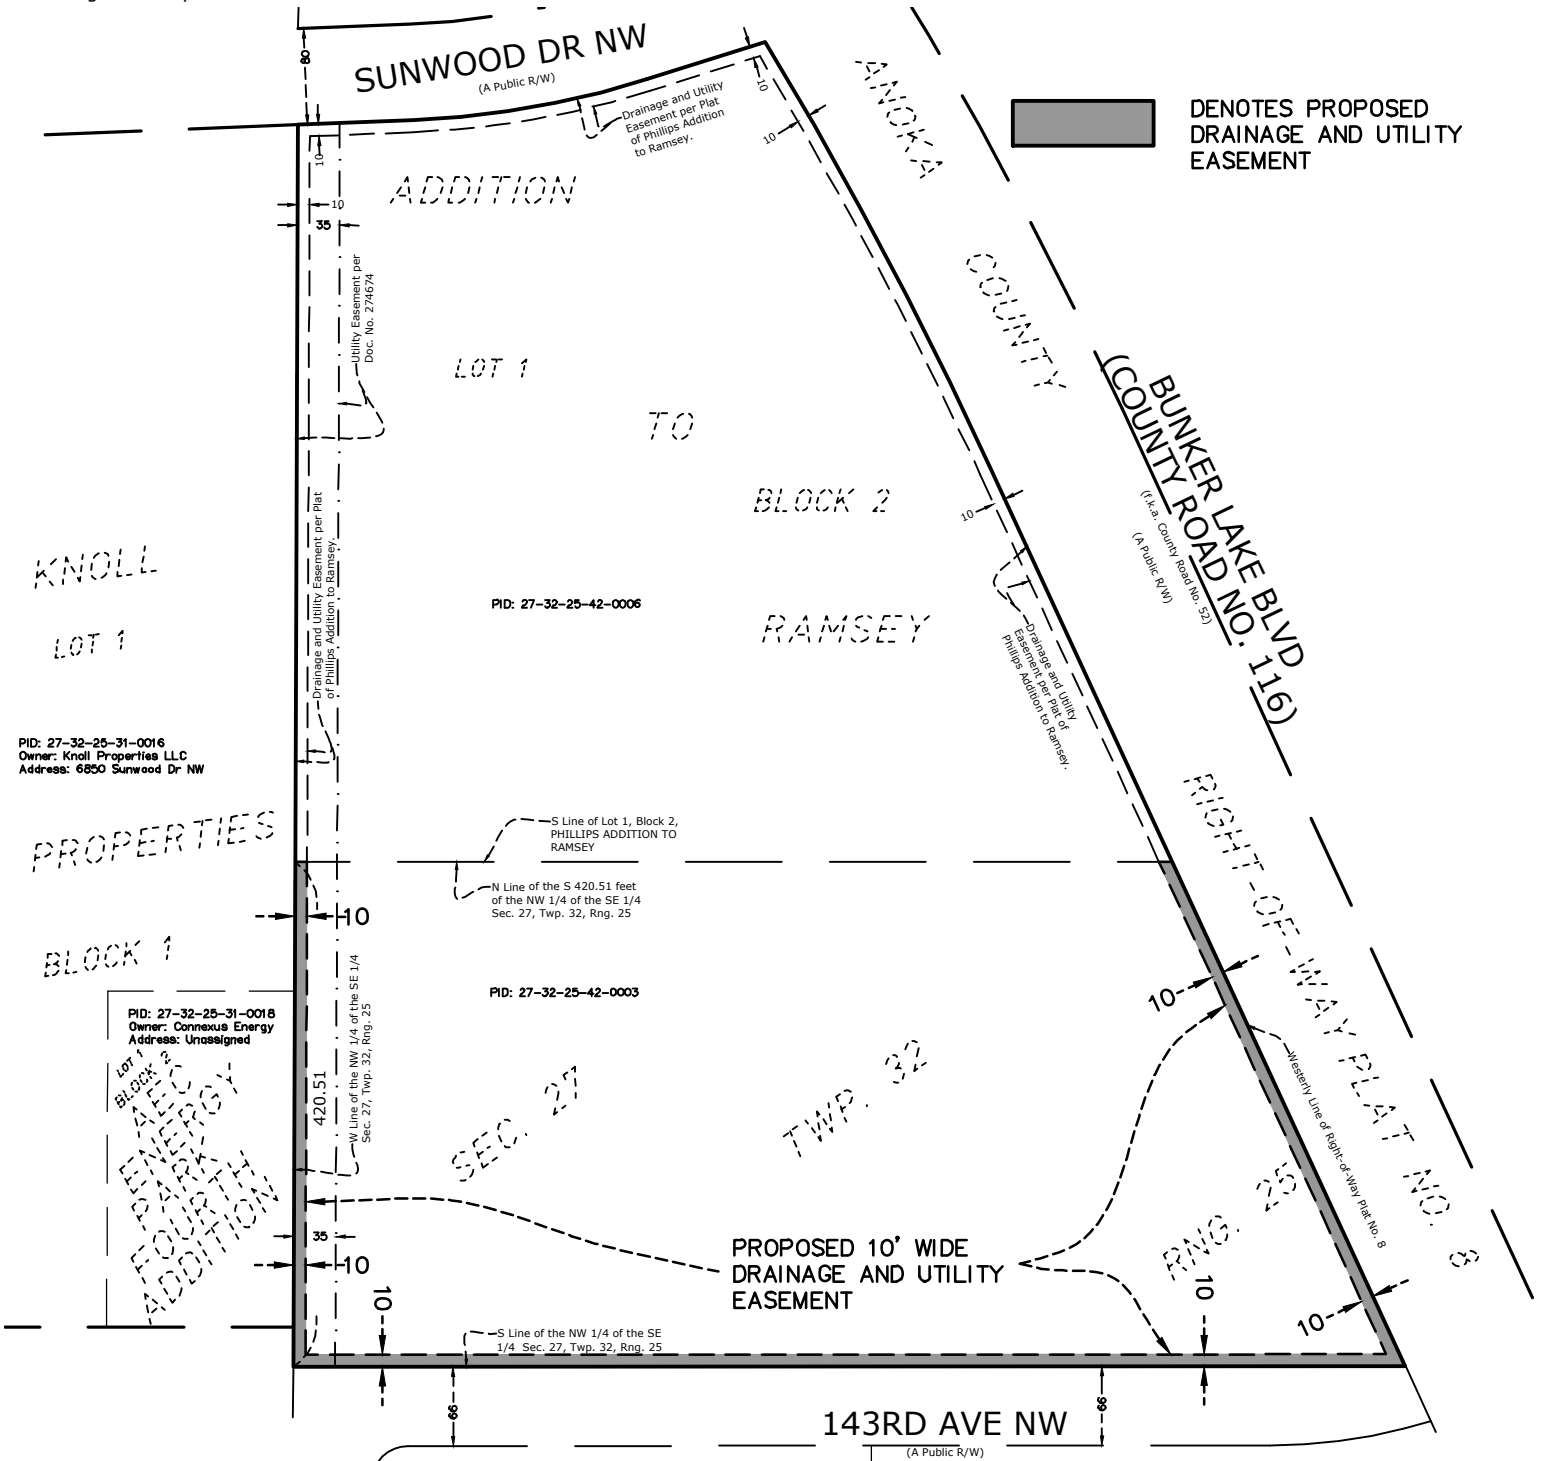 SUNWOOD DR NW
(A Public R/W)
80
10
10
10
10
35
Drainage and Utility
Easement per Plat
of Phillips Addition
to Ramsey.
DENOTES PROPOSED
DRAINAGE AND UTILITY
EASEMENT
ANOKA
COUNTY
RIGHT-OF-WAY PLAT NO. 8
ADDITION
LOT 1
TO
BLOCK 2
RAMSEY
Utility Easement per
Doc. No. 274674
BUNKER LAKE BLVD
(COUNTY ROAD NO. 116)
(f.k.a. County Road No. 52)
(A Public R/W)
10
Drainage and Utility Easement per Plat
of Phillips Addition to Ramsey.
PID: 27-32-25-42-0006
Drainage and Utility
Easement per Plat of
Phillips Addition to Ramsey.
KNOLL
LOT 1
PID: 27-32-25-31-0016
Owner: Knoll Properties LLC
Address: 6850 Sunwood Dr NW
PROPERTIES
BLOCK 1
S Line of Lot 1, Block 2,
PHILLIPS ADDITION TO
RAMSEY
N Line of the S 420.51 feet
of the NW 1/4 of the SE 1/4
Sec. 27, Twp. 32, Rng. 25
10
PID: 27-32-25-42-0003
10
W Line of the NW 1/4 of the SE 1/4
Sec. 27, Twp. 32, Rng. 25
420.51
PID: 27-32-25-31-0018
Owner: Connexus Energy
Address: Unassigned
LOT 1
BLOCK 2
AEC
ENERGY
PARK
FOURTH
ADDITION
SEC. 27
TWP. 32
RNG. 25
Westerly Line of Right-of-Way Plat No. 8
35
10
PROPOSED 10' WIDE
DRAINAGE AND UTILITY
EASEMENT
10
10
10
S Line of the NW 1/4 of the SE
1/4 Sec. 27, Twp. 32, Rng. 25
66
66
143RD AVE NW
(A Public R/W)